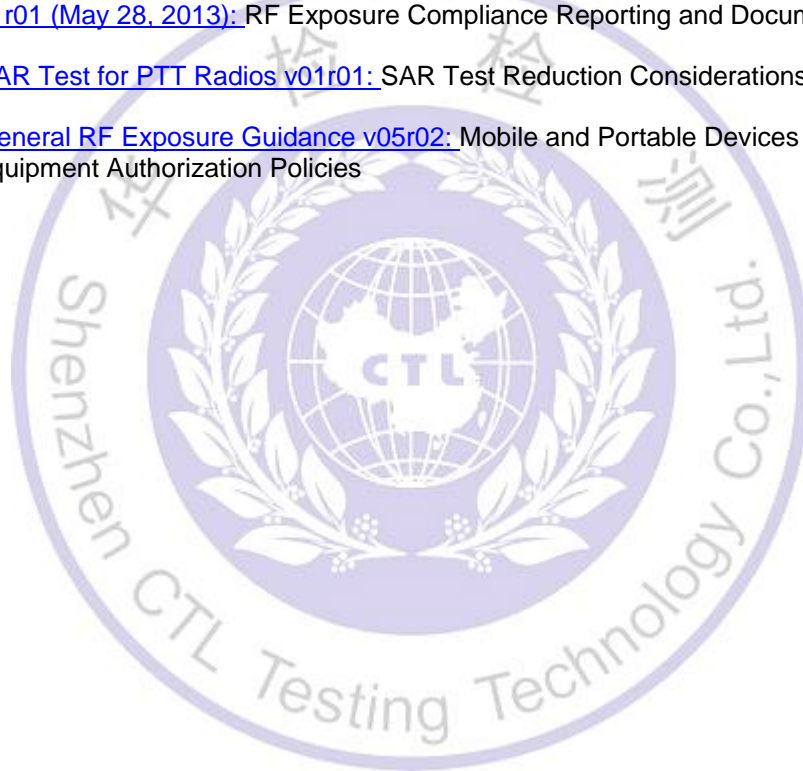 r01 (May 28, 2013): RF Exposure Compliance Reporting and Docum
AR Test for PTT Radios v01r01: SAR Test Reduction Considerations
eneral RF Exposure Guidance v05r02: Mobile and Portable Devices
quipment Authorization Policies
华 检 检 测
CTL
Shenzhen CTL Testing Technology Co.,Ltd.